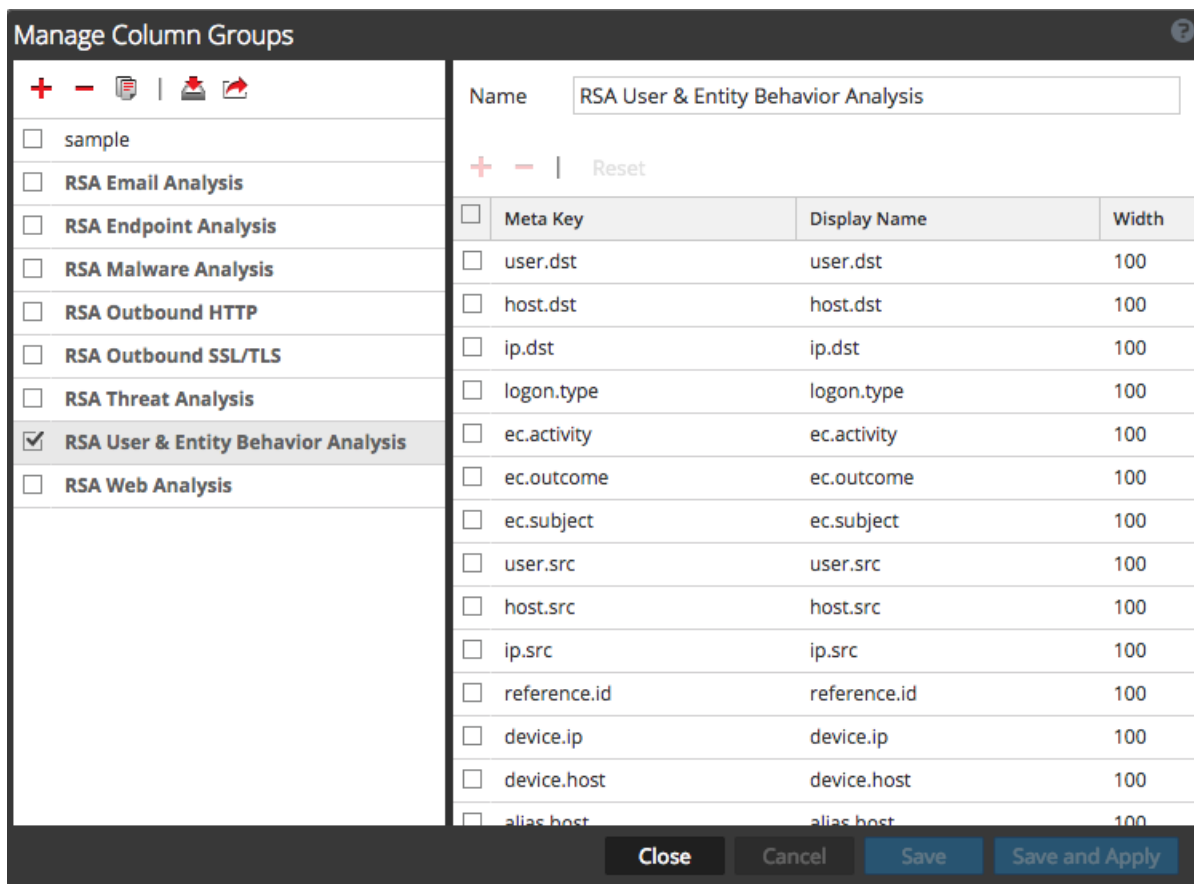 Manage Column Groups
?
Name RSA User & Entity Behavior Analysis
Reset
sample
RSA Email Analysis
RSA Endpoint Analysis
RSA Malware Analysis
RSA Outbound HTTP
RSA Outbound SSL/TLS
RSA Threat Analysis
RSA User & Entity Behavior Analysis
RSA Web Analysis
Meta Key Display Name Width
user.dst user.dst 100
host.dst host.dst 100
ip.dst ip.dst 100
logon.type logon.type 100
ec.activity ec.activity 100
ec.outcome ec.outcome 100
ec.subject ec.subject 100
user.src user.src 100
host.src host.src 100
ip.src ip.src 100
reference.id reference.id 100
device.ip device.ip 100
device.host device.host 100
alias.host alias.host 100
Close Cancel Save Save and Apply